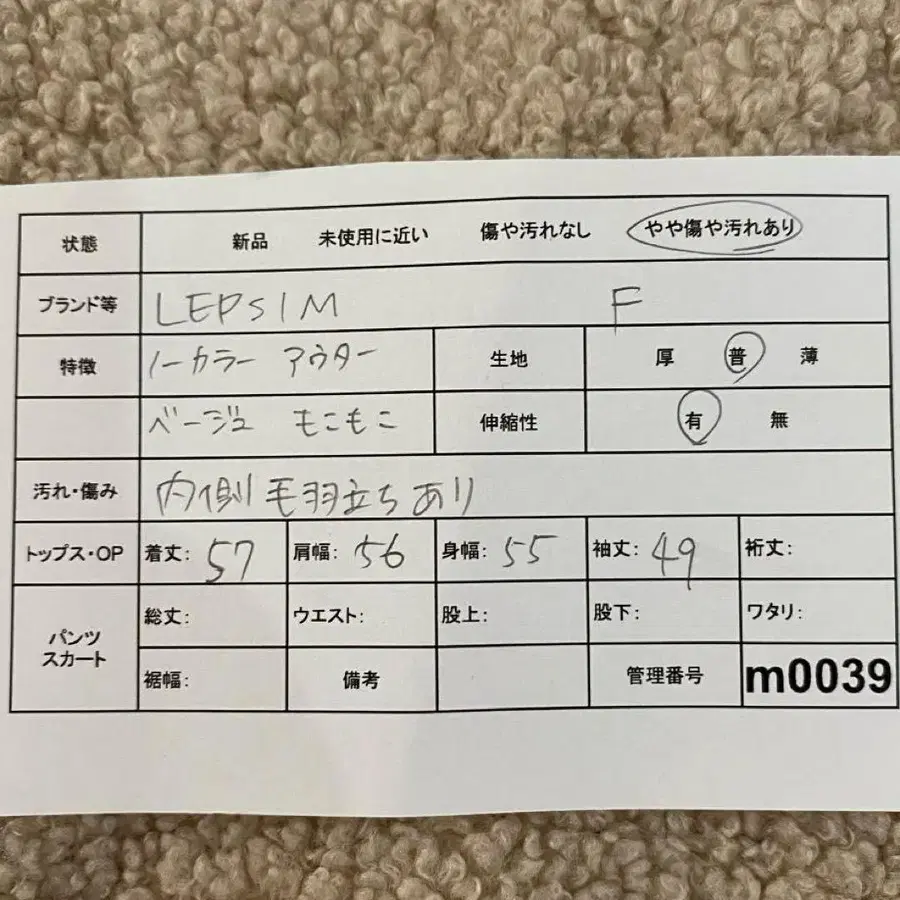 状態 新品 未使用に近い 傷や汚れなし やや傷や汚れあり
ブランド等 LEPSIM F
特徴 ノーカラー アウター 生地 厚 普 薄
ベージュ もこもこ 伸縮性 有 無
汚れ・傷み 内側毛羽立ちあり
トップス・OP 着丈: 57 肩幅: 56 身幅: 55 袖丈: 49 裄丈:
パンツ スカート 総丈: ウエスト: 股上: 股下: ワタリ:
裾幅: 備考 管理番号 m0039